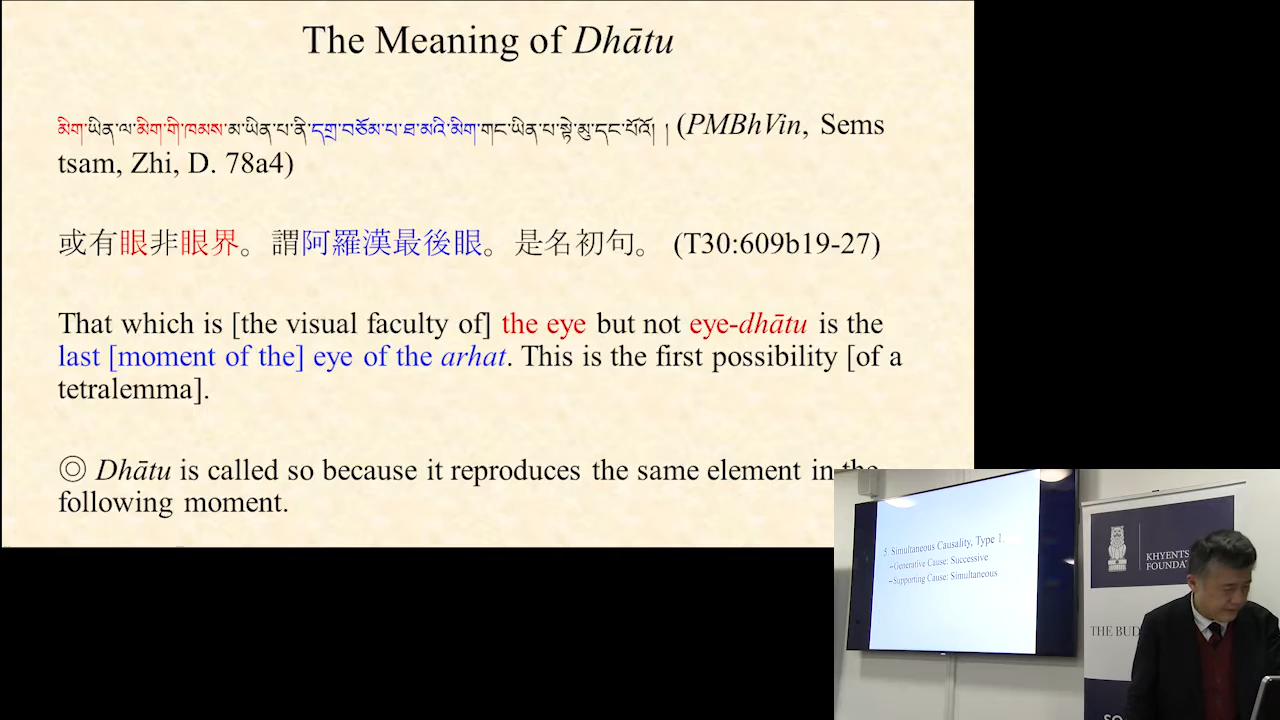 The Meaning of Dhātu
མིག་ཡིན་ལ་མིག་གི་ཁམས་མ་ཡིན་པ་ནི་དགྲ་བཅོམ་པ་ཐ་མའི་མིག་གང་ཡིན་པ་སྟེ་མུ་དང་པོའོ། ། (PMBhVin, Sems
tsam, Zhi, D. 78a4)
或有眼非眼界。謂阿羅漢最後眼。是名初句。 (T30:609b19-27)
That which is [the visual faculty of] the eye but not eye-dhātu is the
last [moment of the] eye of the arhat. This is the first possibility [of a
tetralemma].
◎ Dhātu is called so because it reproduces the same element in the
following moment.
5. Simultaneous Causality, Type 1.
–Generative Cause: Successive
–Supporting Cause: Simultaneous
KHYENTS
FOUNDAT
THE BUD
SO